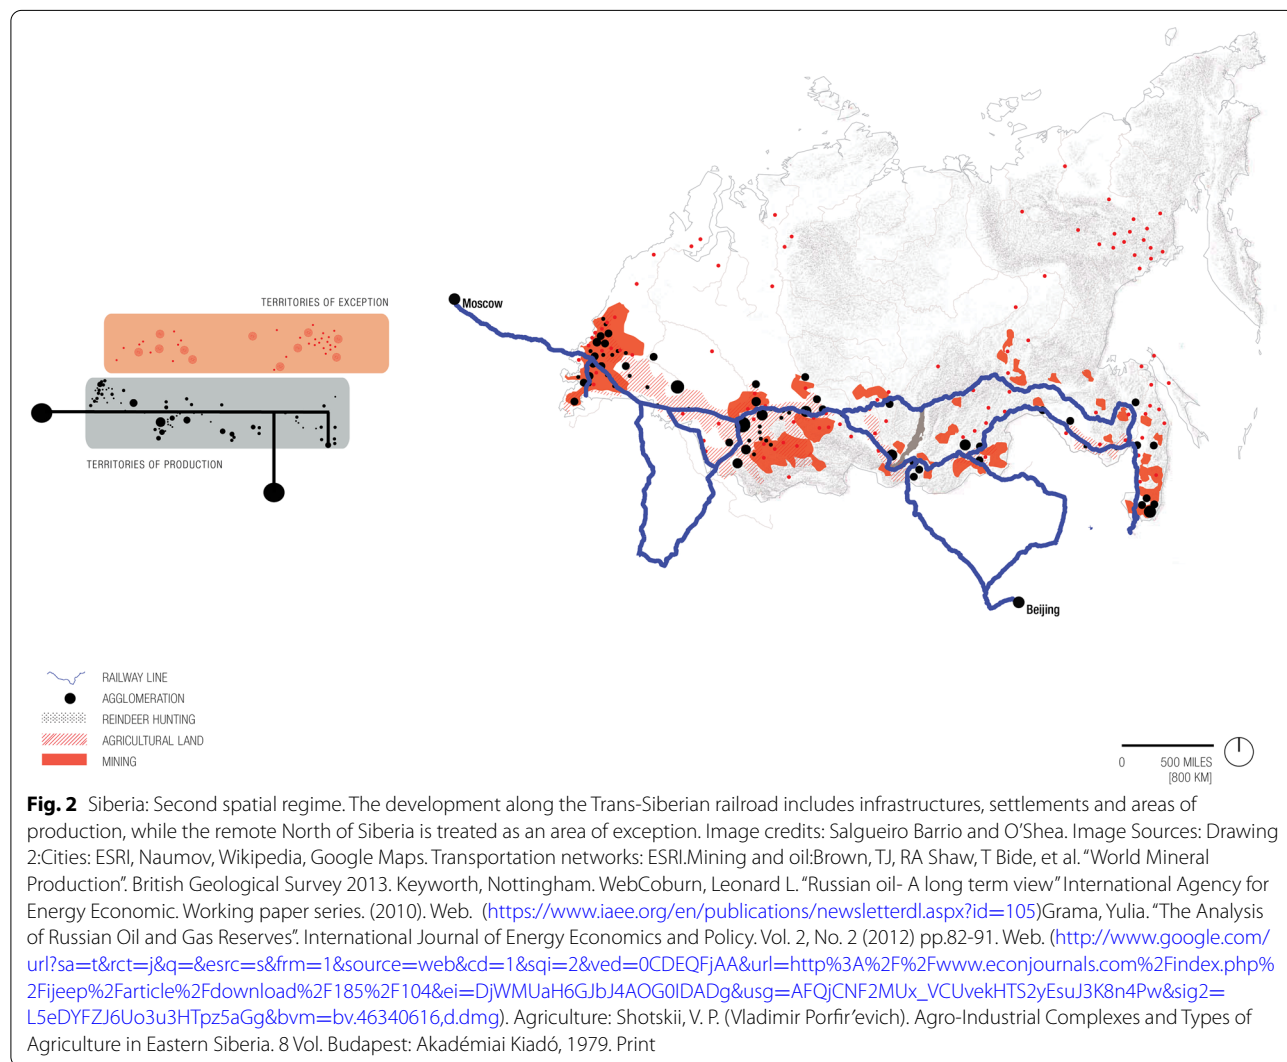 TERRITORIES OF EXCEPTION
Moscow
TERRITORIES OF PRODUCTION
Beijing
RAILWAY LINE
AGGLOMERATION
REINDEER HUNTING
AGRICULTURAL LAND
MINING
0 500 MILES
[800 KM]
Fig. 2 Siberia: Second spatial regime. The development along the Trans-Siberian railroad includes infrastructures, settlements and areas of
production, while the remote North of Siberia is treated as an area of exception. Image credits: Salgueiro Barrio and O’Shea. Image Sources: Drawing
2:Cities: ESRI, Naumov, Wikipedia, Google Maps. Transportation networks: ESRI.Mining and oil:Brown, TJ, RA Shaw, T Bide, et al. “World Mineral
Production”. British Geological Survey 2013. Keyworth, Nottingham. WebCoburn, Leonard L. “Russian oil- A long term view” International Agency for
Energy Economic. Working paper series. (2010). Web. (https://www.iaee.org/en/publications/newsletterdl.aspx?id=105)Grama, Yulia. “The Analysis
of Russian Oil and Gas Reserves”. International Journal of Energy Economics and Policy. Vol. 2, No. 2 (2012) pp.82-91. Web. (http://www.google.com/
url?sa=t&rct=j&q=&esrc=s&frm=1&source=web&cd=1&sqi=2&ved=0CDEQFjAA&url=http%3A%2F%2Fwww.econjournals.com%2Findex.php%
2Fijeep%2Farticle%2Fdownload%2F185%2F104&ei=DjWMUaH6GJbJ4AOG0IDADg&usg=AFQjCNF2MUx_VCUvekHTS2yEsuJ3K8n4Pw&sig2=
L5eDYFZJ6Uo3u3HTpz5aGg&bvm=bv.46340616,d.dmg). Agriculture: Shotskii, V. P. (Vladimir Porfir’evich). Agro-Industrial Complexes and Types of
Agriculture in Eastern Siberia. 8 Vol. Budapest: Akadémiai Kiadó, 1979. Print